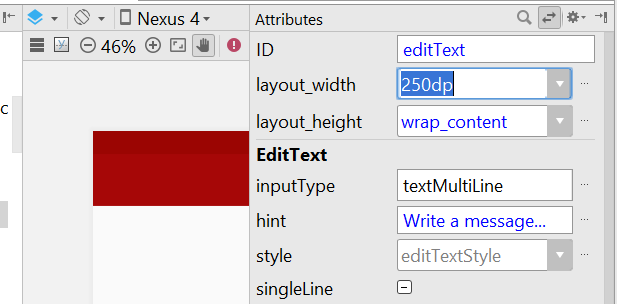 Nexus 4
Attributes
46%
ID
editText
layout_width
250dp
layout_height
wrap_content
EditText
inputType
textMultiLine
hint
Write a message...
style
editTextStyle
singleLine
c